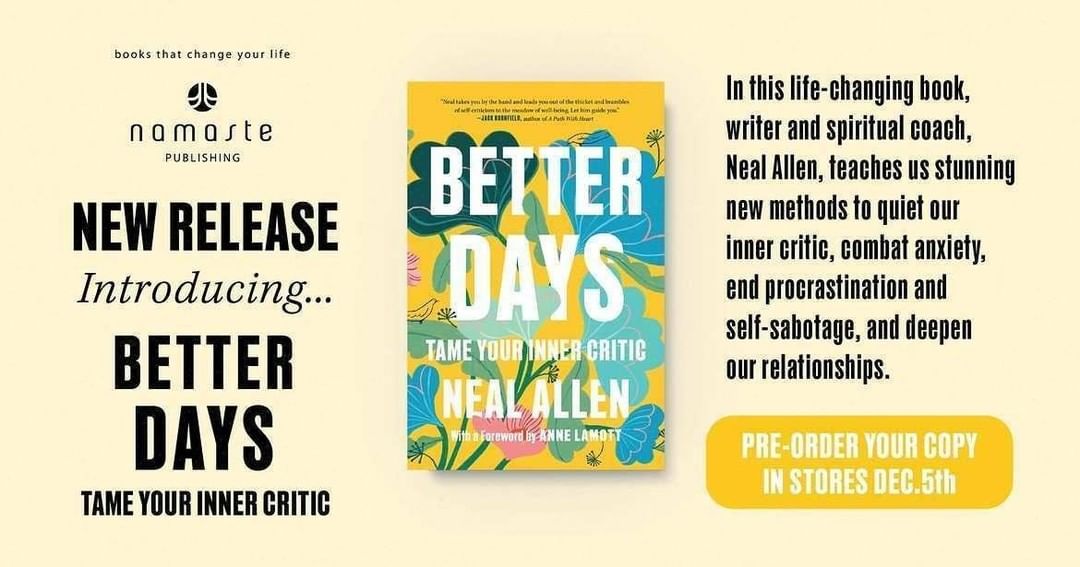 books that change your life
namaste
PUBLISHING
NEW RELEASE
Introducing...
BETTER
DAYS
TAME YOUR INNER CRITIC
"Neal takes you by the hand and leads you out of the thicket and brambles
of self-criticism to the meadow of well-being. Let him guide you."
—JACK KORNFIELD, author of A Path With Heart
BETTER
DAYS
TAME YOUR INNER CRITIC
NEAL ALLEN
With a Foreword by ANNE LAMOTT
In this life-changing book,
writer and spiritual coach,
Neal Allen, teaches us stunning
new methods to quiet our
inner critic, combat anxiety,
end procrastination and
self-sabotage, and deepen
our relationships.
PRE-ORDER YOUR COPY
IN STORES DEC.5th